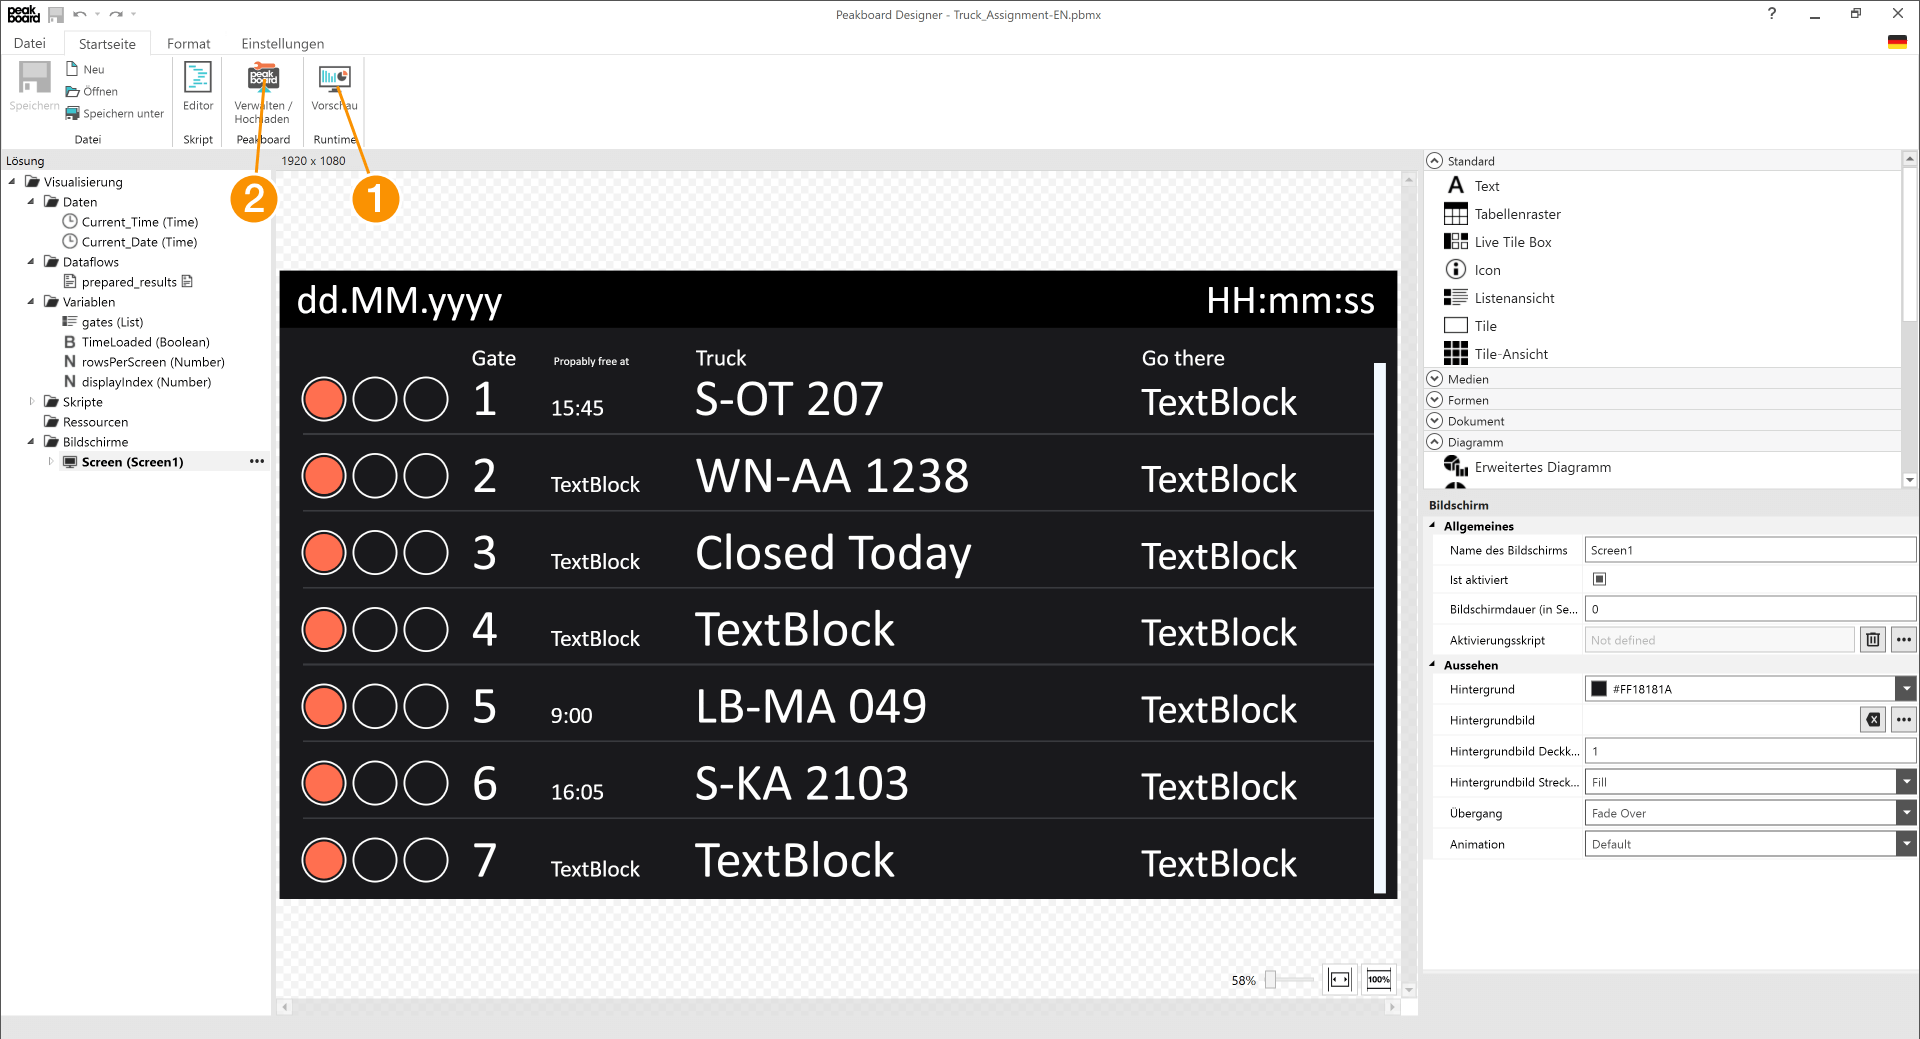 peak board
Peakboard Designer - Truck_Assignment-EN.pbmx
?
Datei Startseite Format Einstellungen
Speichern
Neu
Öffnen
Speichern unter
Datei
Editor
Skript
peak board
Verwalten /
Hochladen
Peakboard
Vorschau
Runtime
Lösung
1920 x 1080
2
1
Visualisierung
Daten
Current_Time (Time)
Current_Date (Time)
Dataflows
prepared_results
Variablen
gates (List)
B TimeLoaded (Boolean)
N rowsPerScreen (Number)
N displayIndex (Number)
Skripte
Ressourcen
Bildschirme
Screen (Screen1)
dd.MM.yyyy HH:mm:ss
Gate Propably free at Truck Go there
1 15:45 S-OT 207 TextBlock
2 TextBlock WN-AA 1238 TextBlock
3 TextBlock Closed Today TextBlock
4 TextBlock TextBlock TextBlock
5 9:00 LB-MA 049 TextBlock
6 16:05 S-KA 2103 TextBlock
7 TextBlock TextBlock TextBlock
58%
100%
Standard
A Text
Tabellenraster
Live Tile Box
Icon
Listenansicht
Tile
Tile-Ansicht
Medien
Formen
Dokument
Diagramm
Erweitertes Diagramm
Bildschirm
Allgemeines
Name des Bildschirms Screen1
Ist aktiviert
Bildschirmdauer (in Se... 0
Aktivierungsskript Not defined
Aussehen
Hintergrund #FF18181A
Hintergrundbild
Hintergrundbild Deckk... 1
Hintergrundbild Streck... Fill
Übergang Fade Over
Animation Default